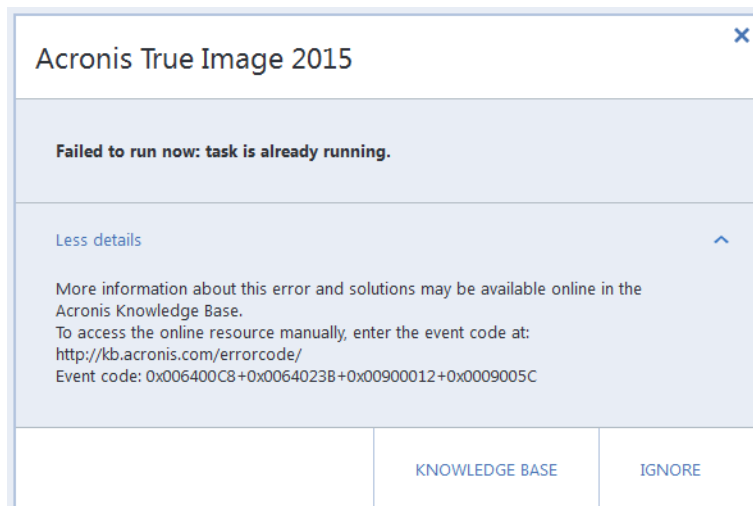 Acronis True Image 2015
Failed to run now: task is already running.
Less details
More information about this error and solutions may be available online in the
Acronis Knowledge Base.
To access the online resource manually, enter the event code at:
http://kb.acronis.com/errorcode/
Event code: 0x006400C8+0x0064023B+0x00900012+0x0009005C
KNOWLEDGE BASE
IGNORE